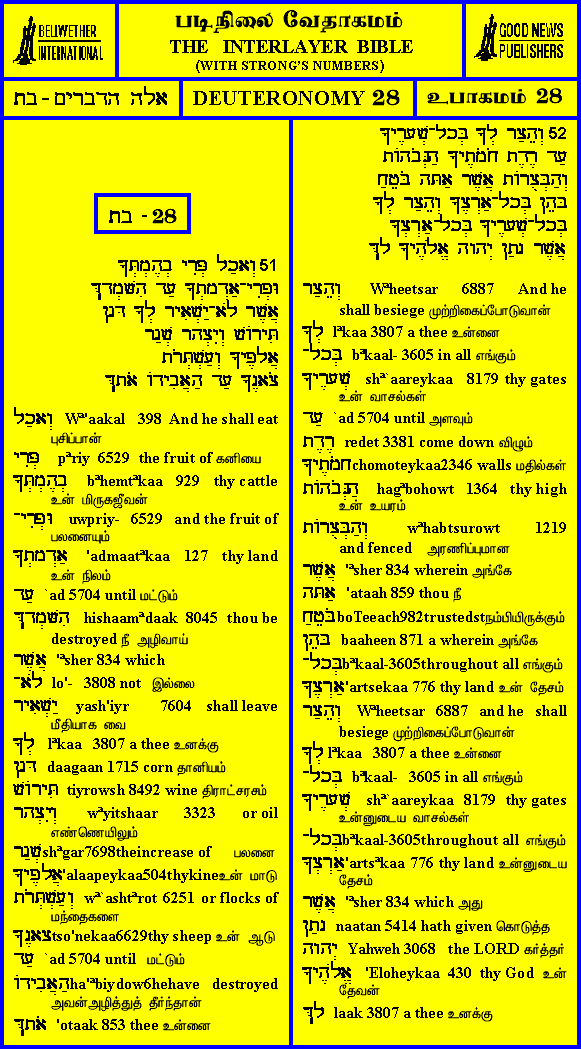 BELLWETHER
INTERNATIONAL
படிநிலை வேதாகமம்
THE INTERLAYER BIBLE
(WITH STRONG'S NUMBERS)
GOOD NEWS
PUBLISHERS
אלה הדברים - בת
DEUTERONOMY 28
உபாகமம் 28
בת - 28
51 וְאָכַל פְּרִי בְהֶמְתְּךָ
וּפְרִי־אַדְמָתְךָ עַד הִשָּׁמְדָךְ
אֲשֶׁר לֹא־יַשְׁאִיר לְךָ דּגָן
תִּירוֹשׁ וְיִצְהָר שְׁגַר
אֲלָפֶיךָ וְעַשְׁתְּרֹת
צֹאנֶךָ עַד הַאֲבִידוֹ אֹתָךְ
וְאָכַל Wª'aakal 398 And he shall eat
புசிப்பான்
פְּרִי pªriy 6529 the fruit of கனியை
בְהֶמְתְּךָ bªhemtªkaa 929 thy cattle
உன் மிருகஜீவன்
וּפְרִי־ uwpriy- 6529 and the fruit of
பலனையும்
אַדְמָתְךָ 'admaatªkaa 127 thy land
உன் நிலம்
עַד `ad 5704 until மட்டும்
הִשָּׁמְדָךְ hishaamªdaak 8045 thou be
destroyed நீ அழிவாய்
אֲשֶׁר 'ªsher 834 which
לֹא־ lo'- 3808 not இல்லை
יַשְׁאִיר yash'iyr 7604 shall leave
மீதியாக வை
לְךָ lªkaa 3807 a thee உனக்கு
דּגָן daagaan 1715 corn தானியம்
תִּירוֹשׁ tiyrowsh 8492 wine திராட்சரசம்
וְיִצְהָר wªyitshaar 3323 or oil
எண்ணெயிலும்
שְׁגַר shªgar7698theincrease of பலனை
אֲלָפֶיךָ 'alaapeykaa504thykineஉன் மாடு
וְעַשְׁתְּרֹת wª`ashtªrot 6251 or flocks of
மந்தைகளை
צֹאנֶךָ tso'nekaa6629thy sheep உன் ஆடு
עַד `ad 5704 until மட்டும்
הַאֲבִידוֹ ha'ªbiydow6hehave destroyed
அவன்அழித்துத் தீர்ந்தான்
אֹתָךְ 'otaak 853 thee உன்னை
52 וְהֵצַר לְךָ בְּכָל־שְׁעָרֶיךָ
עַד רֶדֶת חֹמֹתֶיךָ הַגְּבֹהוֹת
וְהַבְּצֻרוֹת אֲשֶׁר אַתָּה בֹּטֵחַ
בָּהֵן בְּכָל־אַרְצֶךָ וְהֵצַר לְךָ
בְּכָל־שְׁעָרֶיךָ בְּכָל־אַרְצְךָ
אֲשֶׁר נָתַן יְהוָה אֱלֹהֶיךָ לָךְ
וְהֵצַר Wªheetsar 6887 And he
shall besiege முற்றிகைப்போடுவான்
לְךָ lªkaa 3807 a thee உன்னை
בְּכָל־ bªkaal- 3605 in all எங்கும்
שְׁעָרֶיךָ shª`aareykaa 8179 thy gates
உன் வாசல்கள்
עַד `ad 5704 until அளவும்
רֶדֶת redet 3381 come down விழும்
חֹמֹתֶיךָ chomoteykaa2346 walls மதில்கள்
הַגְּבֹהוֹת hagªbohowt 1364 thy high
உன் உயரம்
וְהַבְּצֻרוֹת wªhabtsurowt 1219
and fenced அரணிப்புமான
אֲשֶׁר 'ªsher 834 wherein அங்கே
אַתָּה 'ataah 859 thou நீ
בֹּטֵחַ boTeeach982trustedstநம்பியிருக்கும்
בָּהֵן baaheen 871 a wherein அங்கே
בְּכָל־ bªkaal-3605throughout all எங்கும்
אַרְצֶךָ 'artsekaa 776 thy land உன் தேசம்
וְהֵצַר Wªheetsar 6887 and he shall
besiege முற்றிகைப்போடுவான்
לְךָ lªkaa 3807 a thee உன்னை
בְּכָל־ bªkaal- 3605 in all எங்கும்
שְׁעָרֶיךָ shª`aareykaa 8179 thy gates
உன்னுடைய வாசல்கள்
בְּכָל־ bªkaal-3605throughout all எங்கும்
אַרְצְךָ 'artsªkaa 776 thy land உன்னுடைய
தேசம்
אֲשֶׁר 'ªsher 834 which அது
נָתַן naatan 5414 hath given கொடுத்த
יְהוָה Yahweh 3068 the LORD கர்த்தர்
אֱלֹהֶיךָ 'Eloheykaa 430 thy God உன்
தேவன்
לָךְ laak 3807 a thee உனக்கு